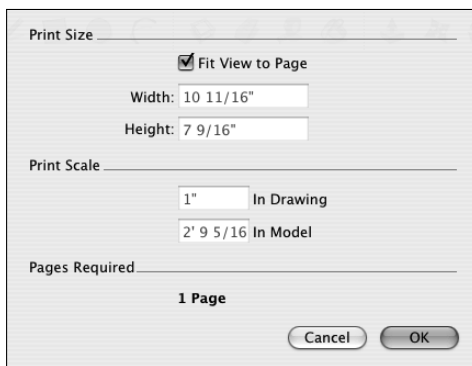 Print Size
Fit View to Page
Width: 10 11/16"
Height: 7 9/16"
Print Scale
1" In Drawing
2' 9 5/16 In Model
Pages Required
1 Page
Cancel OK